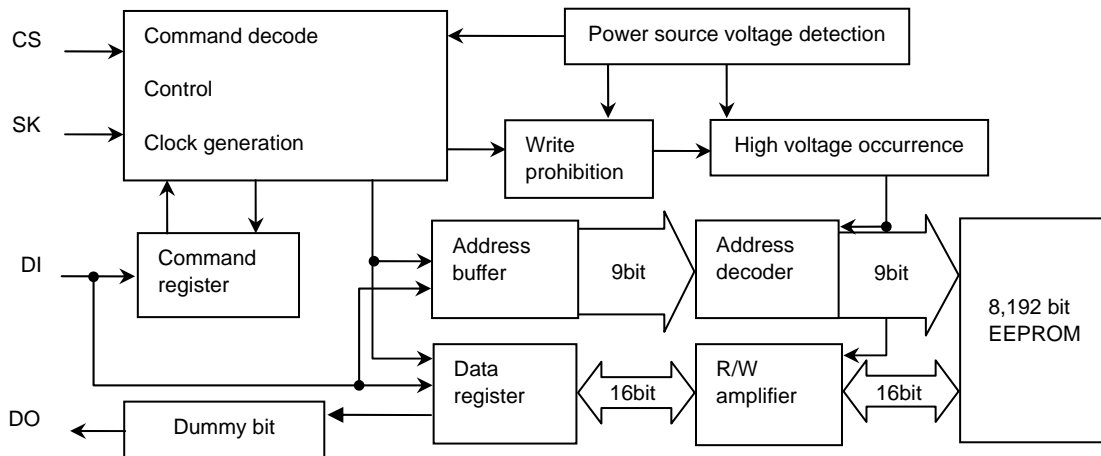 CS
Command decode
Power source voltage detection
Control
SK
Clock generation
Write
prohibition
High voltage occurrence
DI
Command
register
Address
buffer
9bit
Address
decoder
9bit
8,192 bit
EEPROM
Data
register
16bit
R/W
amplifier
16bit
DO
Dummy bit